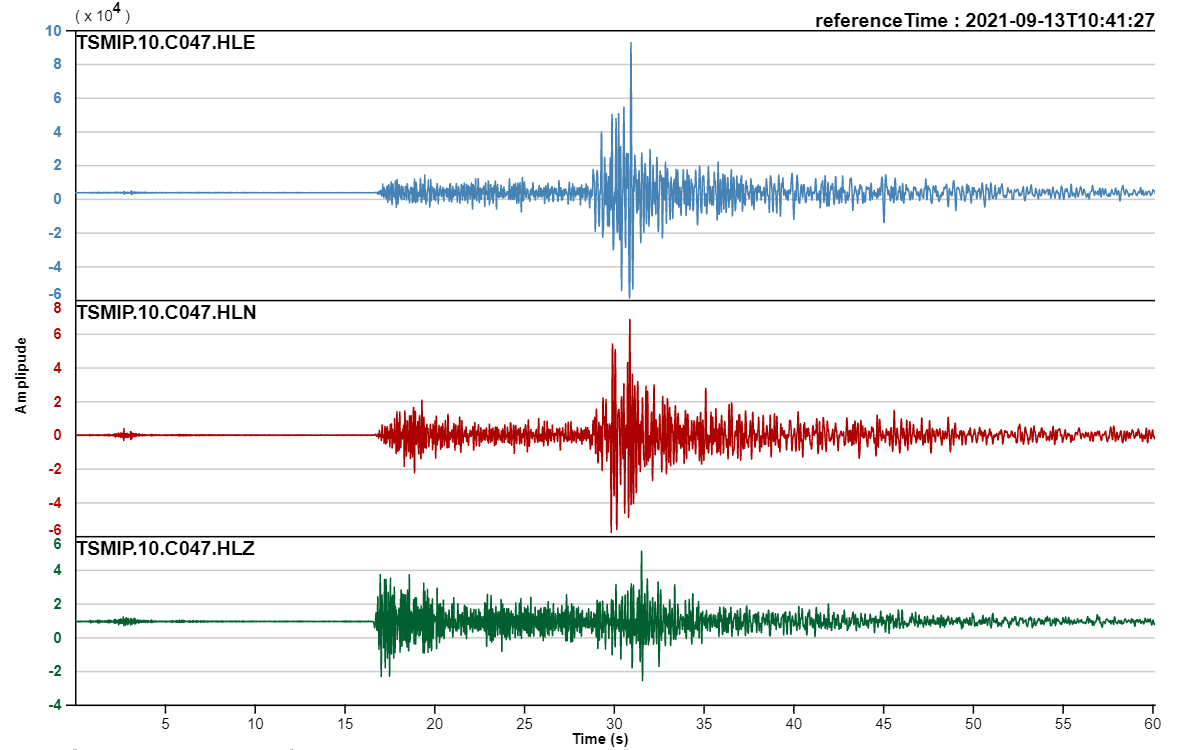 ( x 10⁴ )
referenceTime : 2021-09-13T10:41:27
TSMIP.10.C047.HLE
10
8
6
4
2
0
-2
-4
-6
TSMIP.10.C047.HLN
8
6
4
2
0
-2
-4
-6
Amplipude
TSMIP.10.C047.HLZ
6
4
2
0
-2
-4
5 10 15 20 25 30 35 40 45 50 55 60
Time (s)